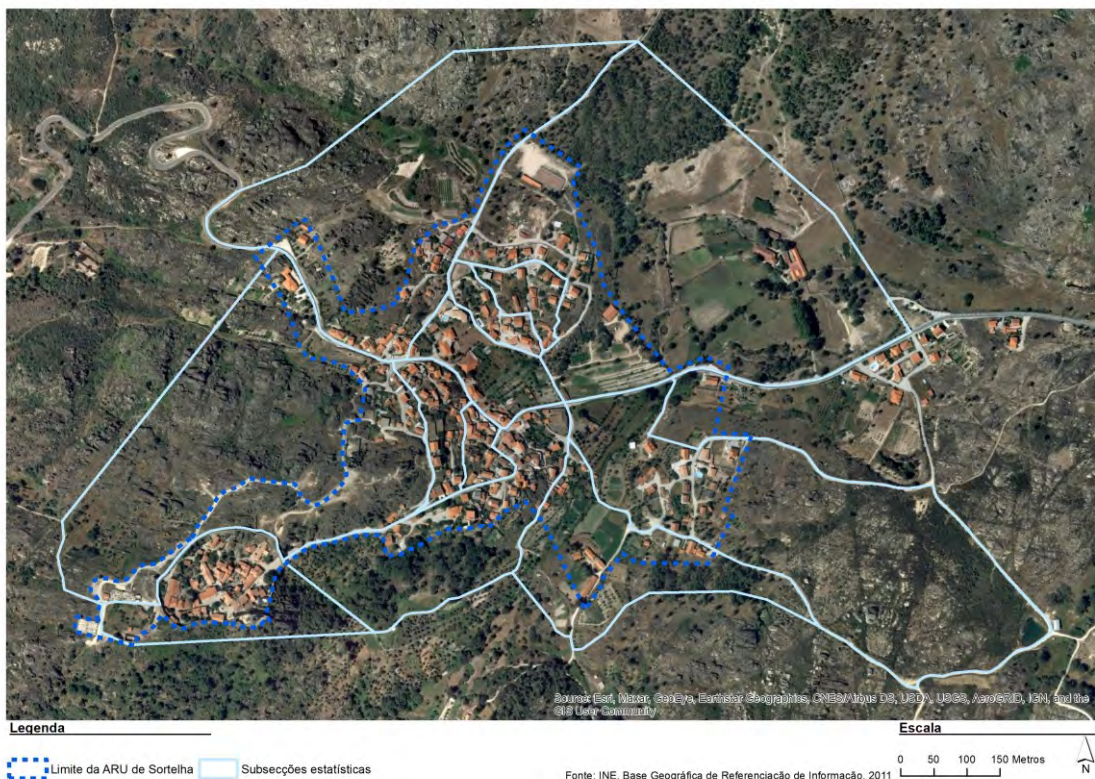 Source: Esri, Maxar, GeoEye, Earthstar Geographics, CNES/Airbus DS, USDA, USGS, AeroGRID, IGN, and the
GIS User Community
Legenda
Limite da ARU de Sortelha
Subsecções estatísticas
Fonte: INE, Base Geográfica de Referenciação de Informação, 2011
Escala
0 50 100 150 Metros
N